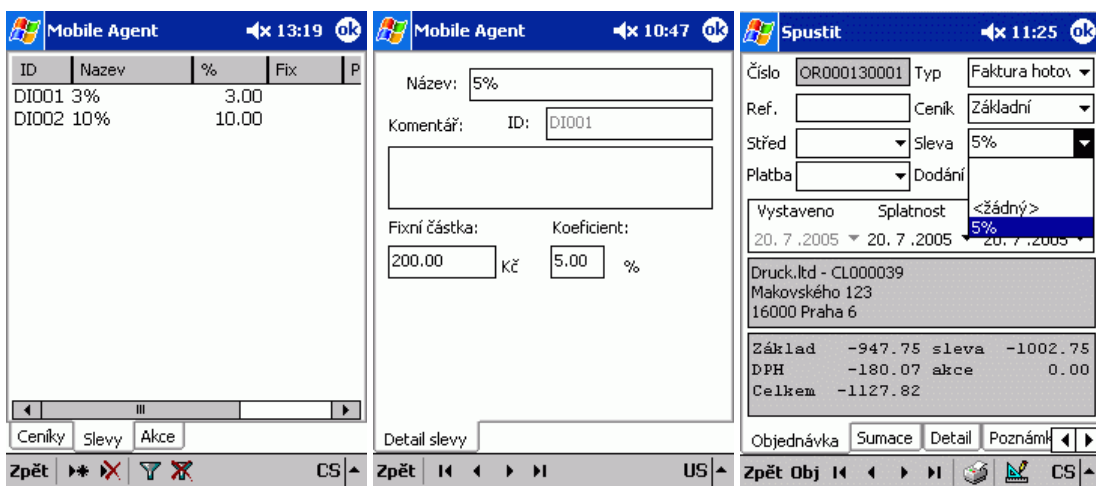 Mobile Agent 13:19 ok
ID Nazev % Fix P
DI001 3% 3.00
DI002 10% 10.00
Ceníky Slevy Akce
Zpět CS
Mobile Agent 10:47 ok
Název: 5%
Komentář: ID: DI001
Fixní částka: Koeficient:
200.00 Kč 5.00 %
Detail slevy
Zpět US
Spustit 11:25 ok
Číslo OR000130001 Typ Faktura hotov
Ref. Ceník Základní
Střed Sleva 5%
Platba Dodání
<žádný>
5%
Vystaveno Splatnost
20. 7 .2005 20. 7 .2005 20. 7 .2005
Druck.ltd - CL000039
Makovského 123
16000 Praha 6
Základ -947.75 sleva -1002.75
DPH -180.07 akce 0.00
Celkem -1127.82
Objednávka Sumace Detail Poznámk
Zpět Obj CS